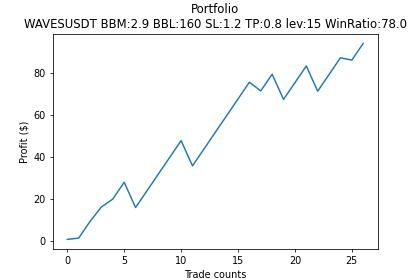 Portfolio
WAVESUSDT BBM:2.9 BBL:160 SL:1.2 TP:0.8 lev:15 WinRatio:78.0
80
60
40
20
0
Profit ($)
0 5 10 15 20 25
Trade counts